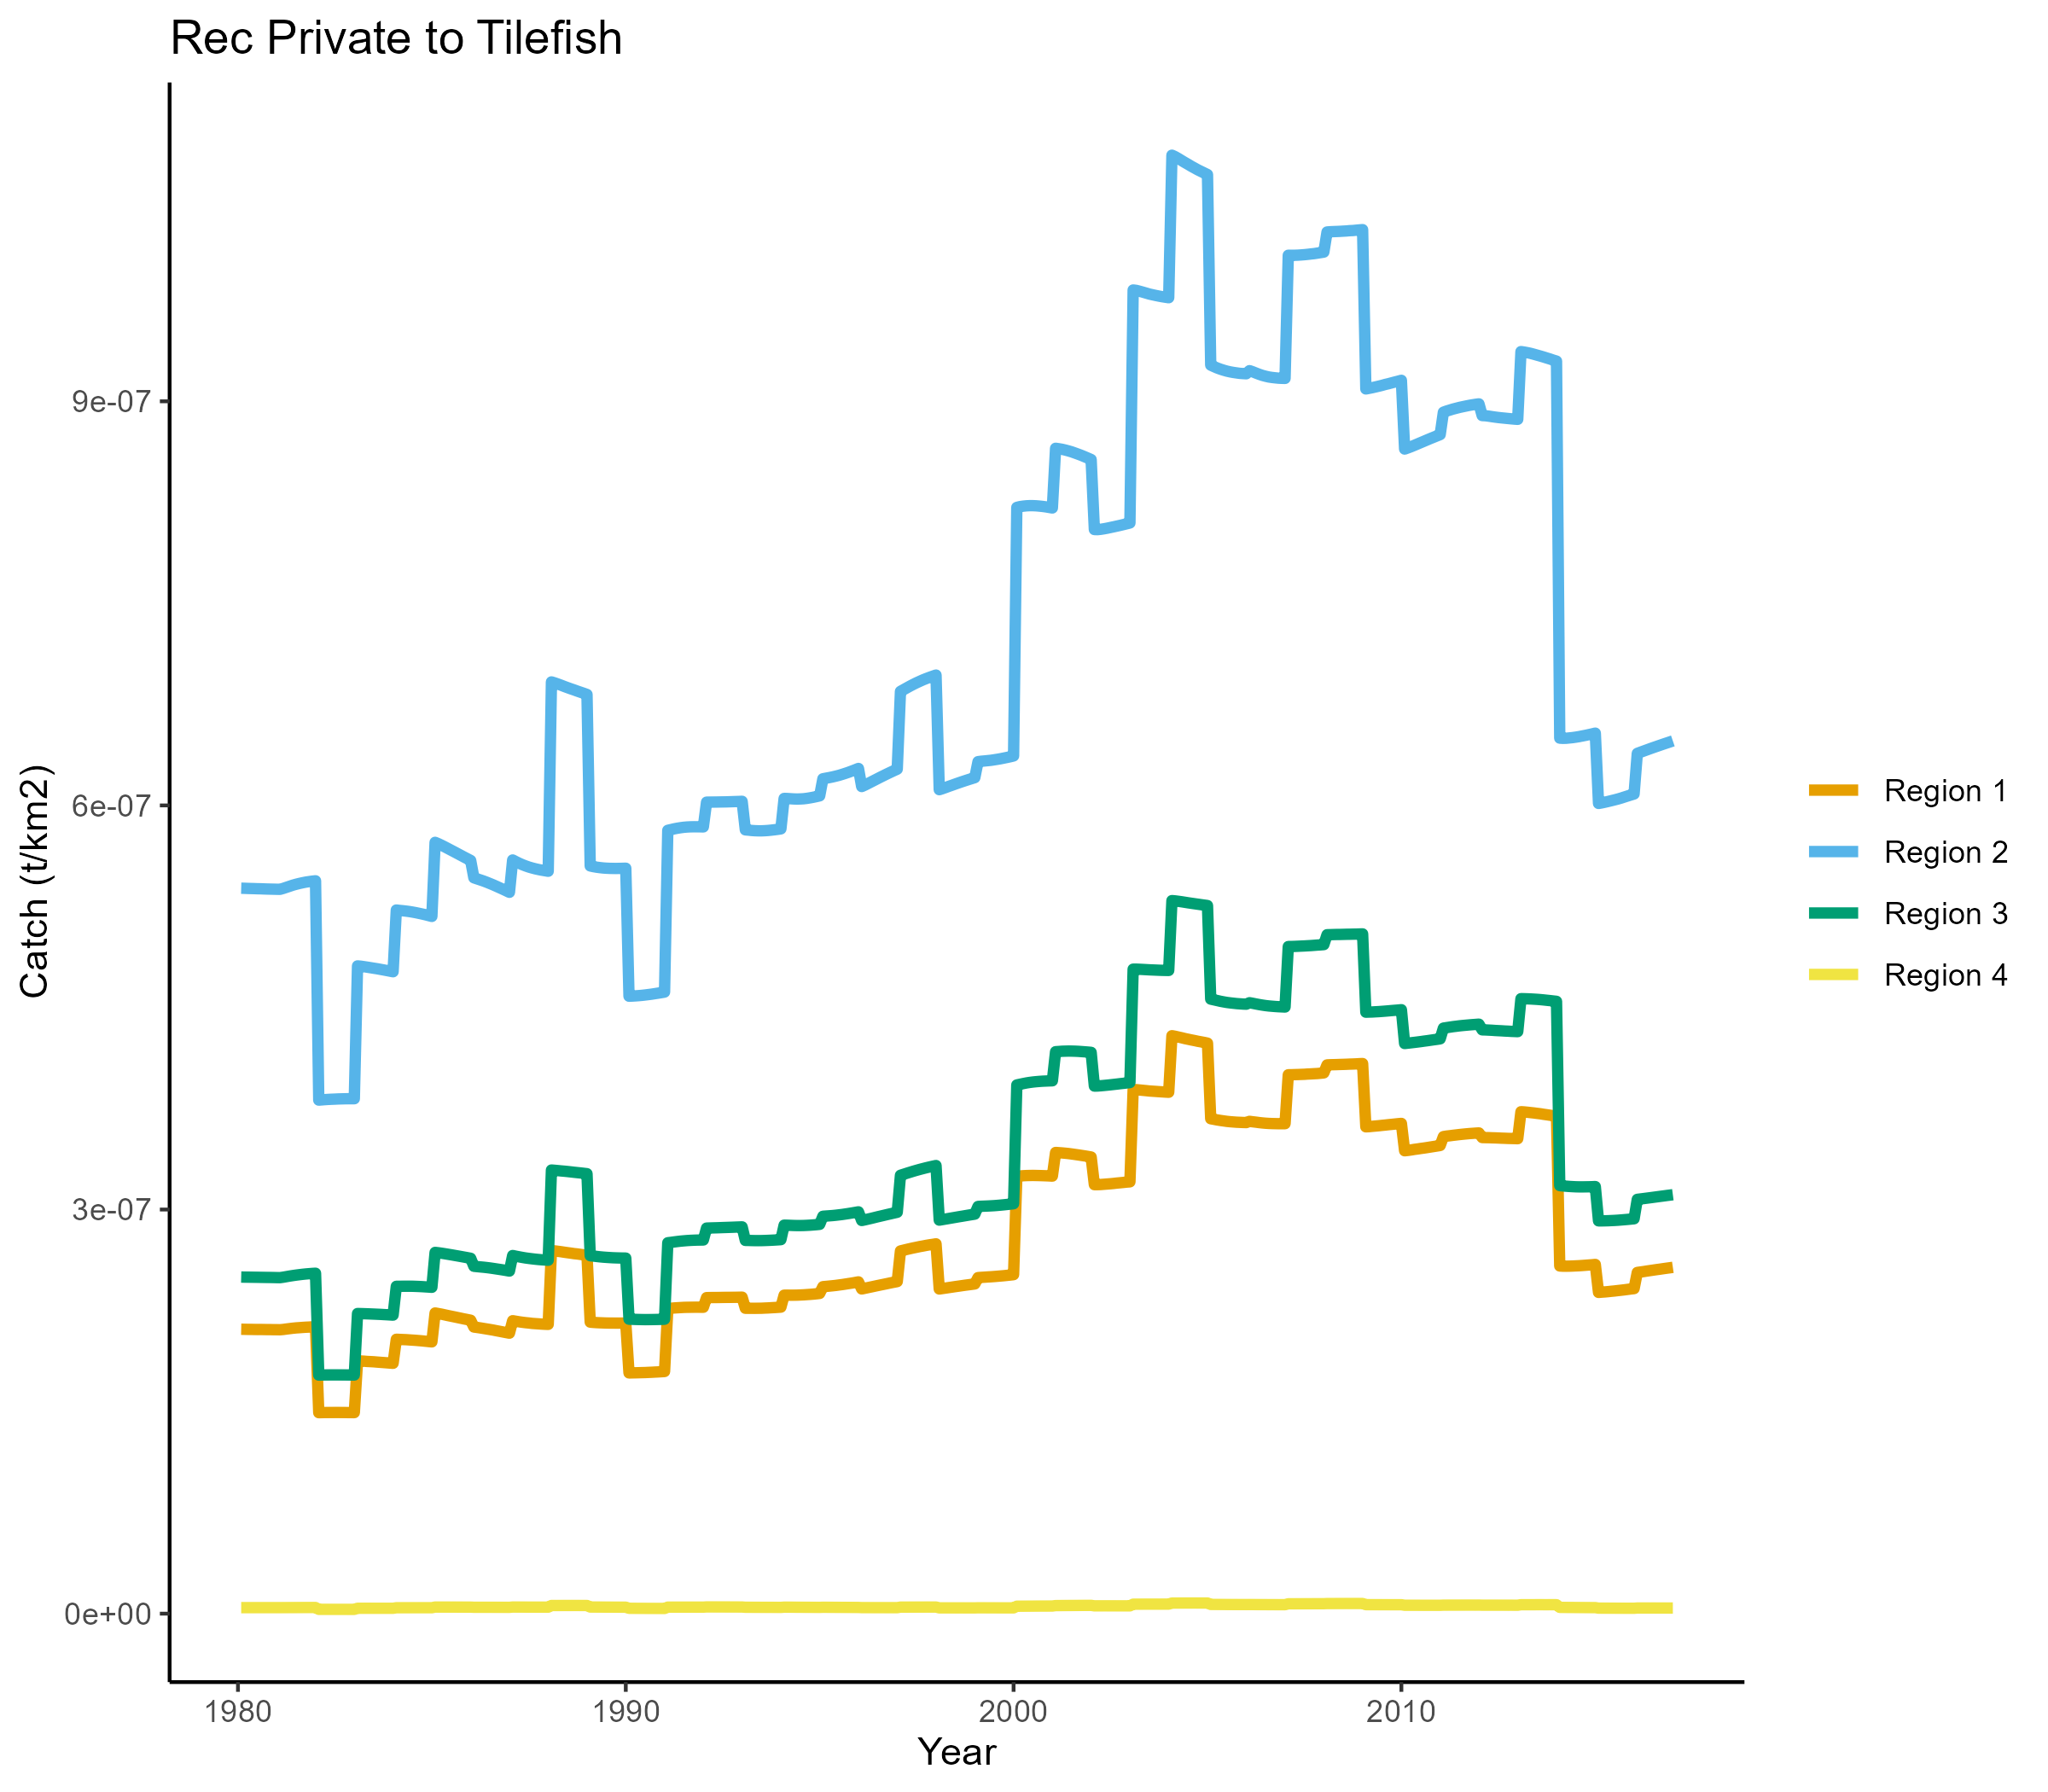 Rec Private to Tilefish
Catch (t/km2)
9e-07
6e-07
3e-07
0e+00
1980
1990
2000
2010
Year
Region 1
Region 2
Region 3
Region 4